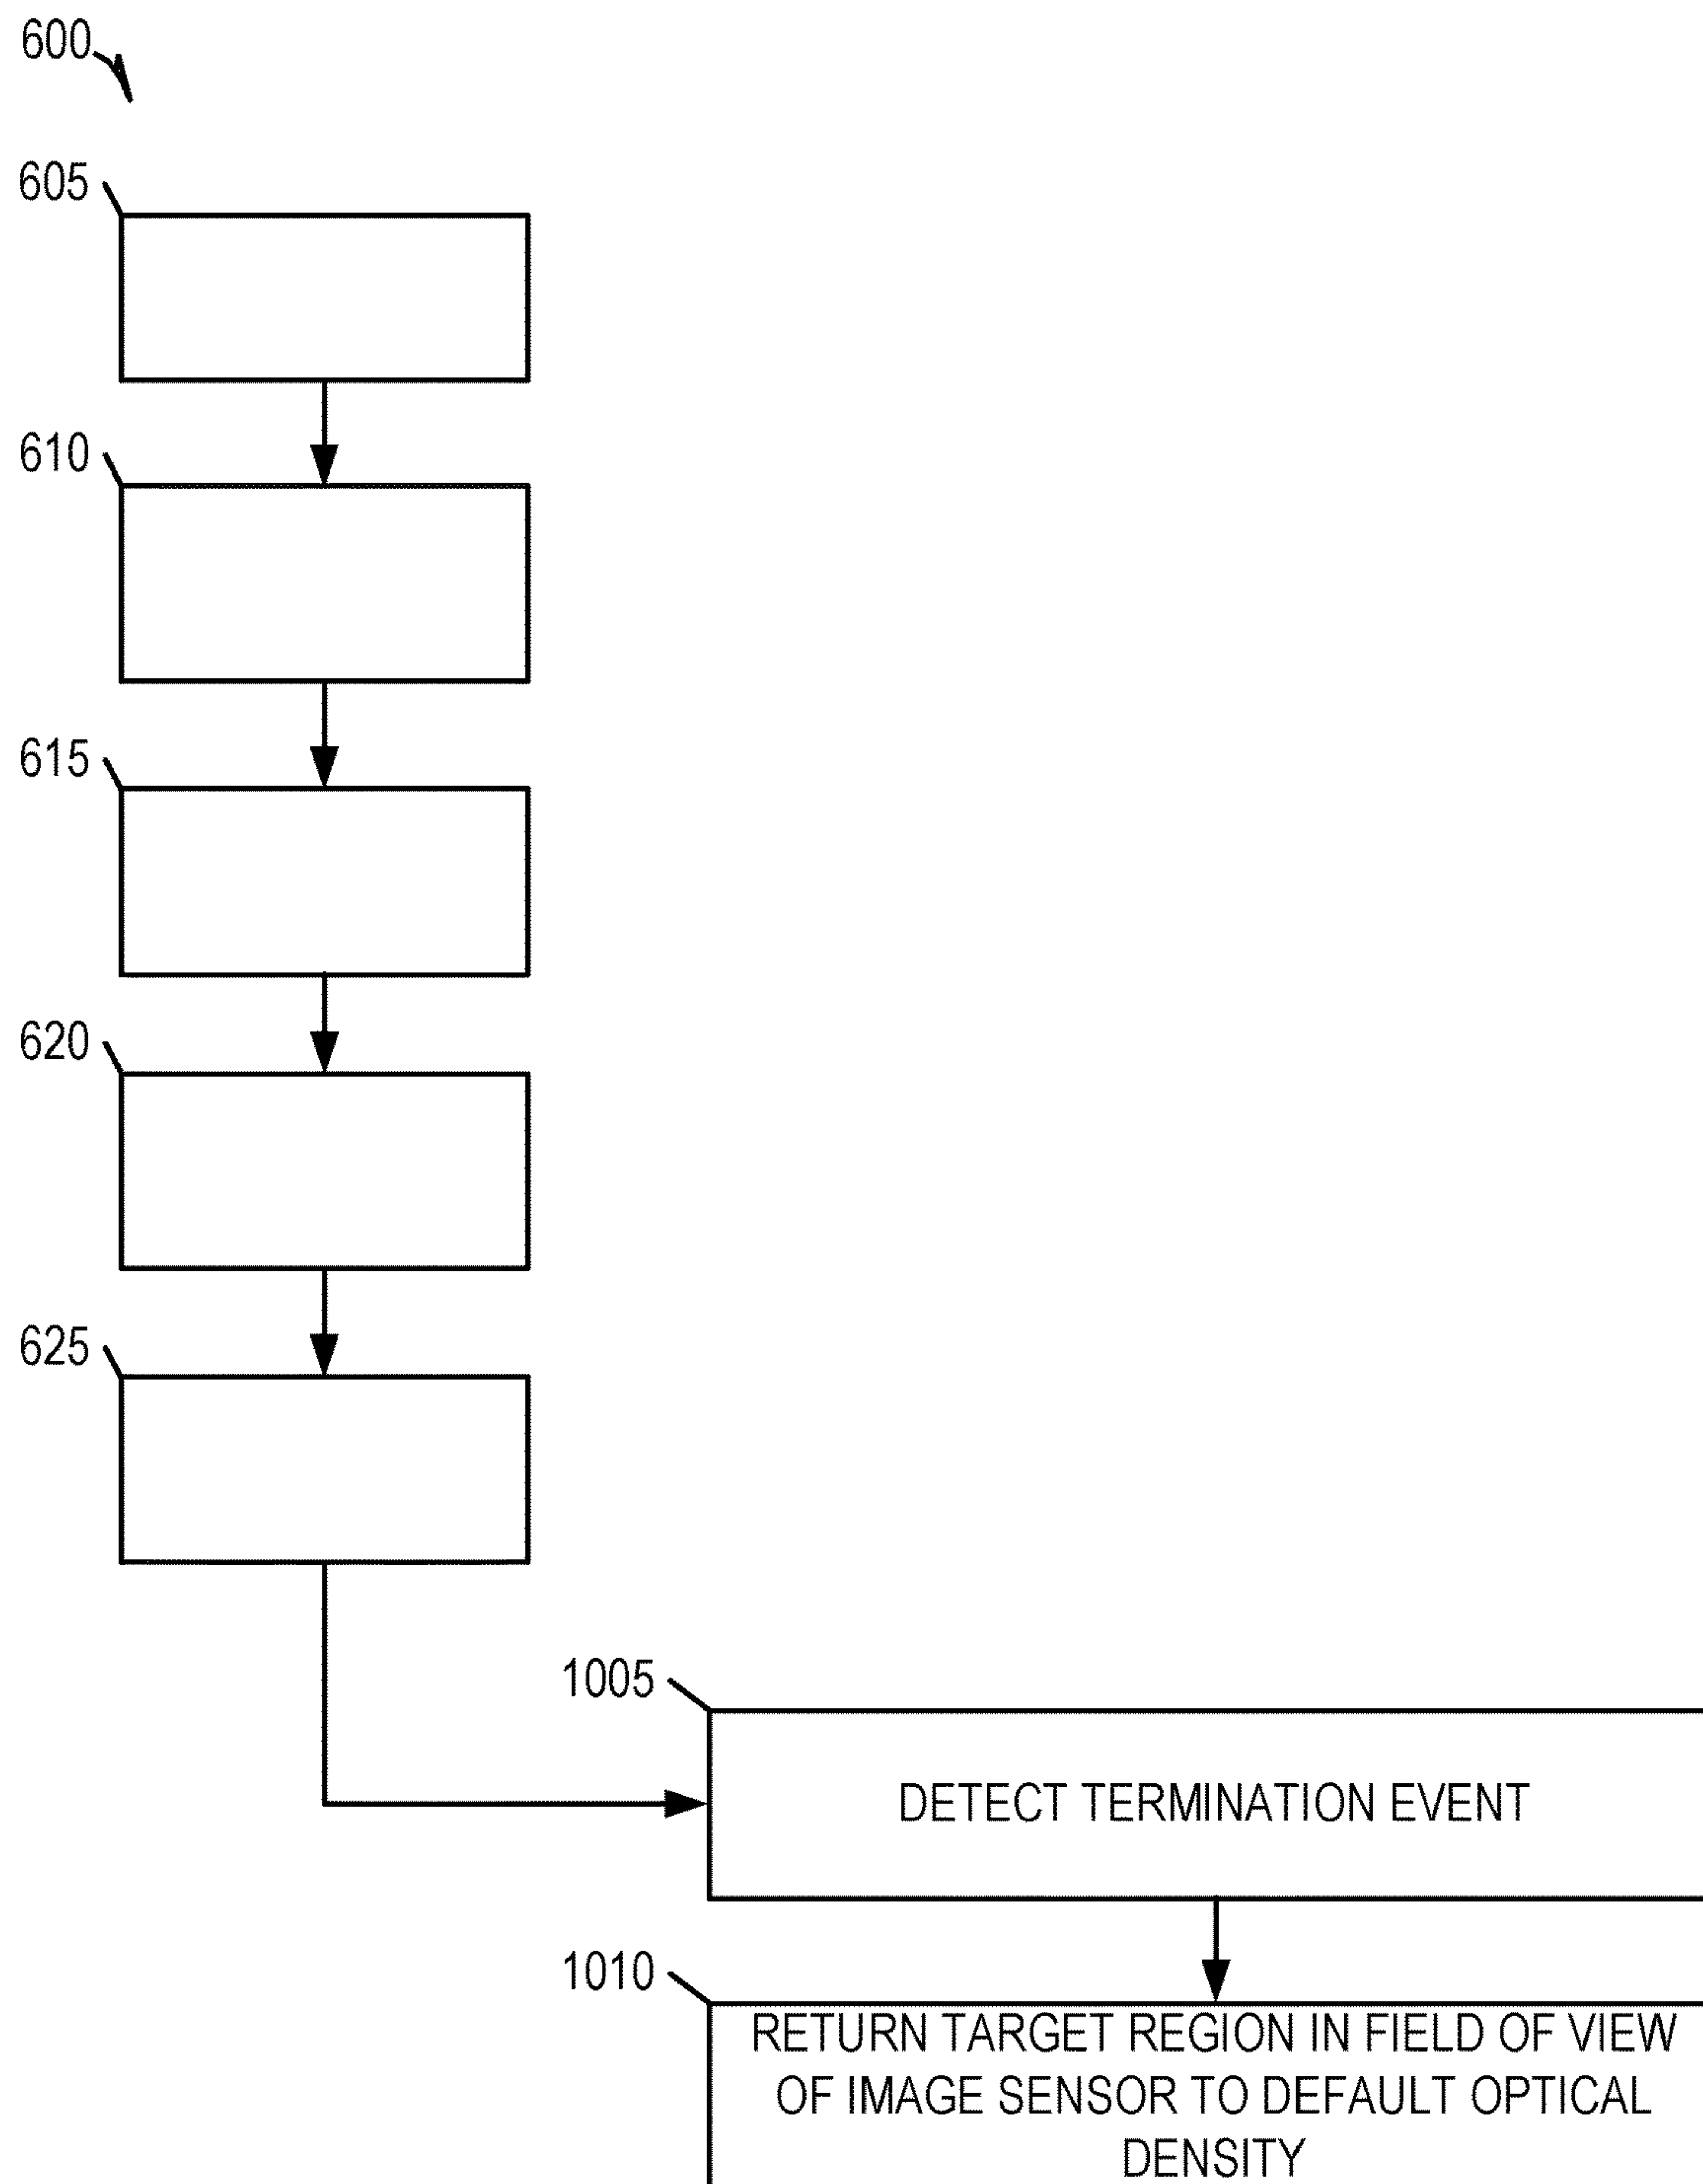 600
605
610
615
620
625
1005
DETECT TERMINATION EVENT
1010
RETURN TARGET REGION IN FIELD OF VIEW
OF IMAGE SENSOR TO DEFAULT OPTICAL
DENSITY